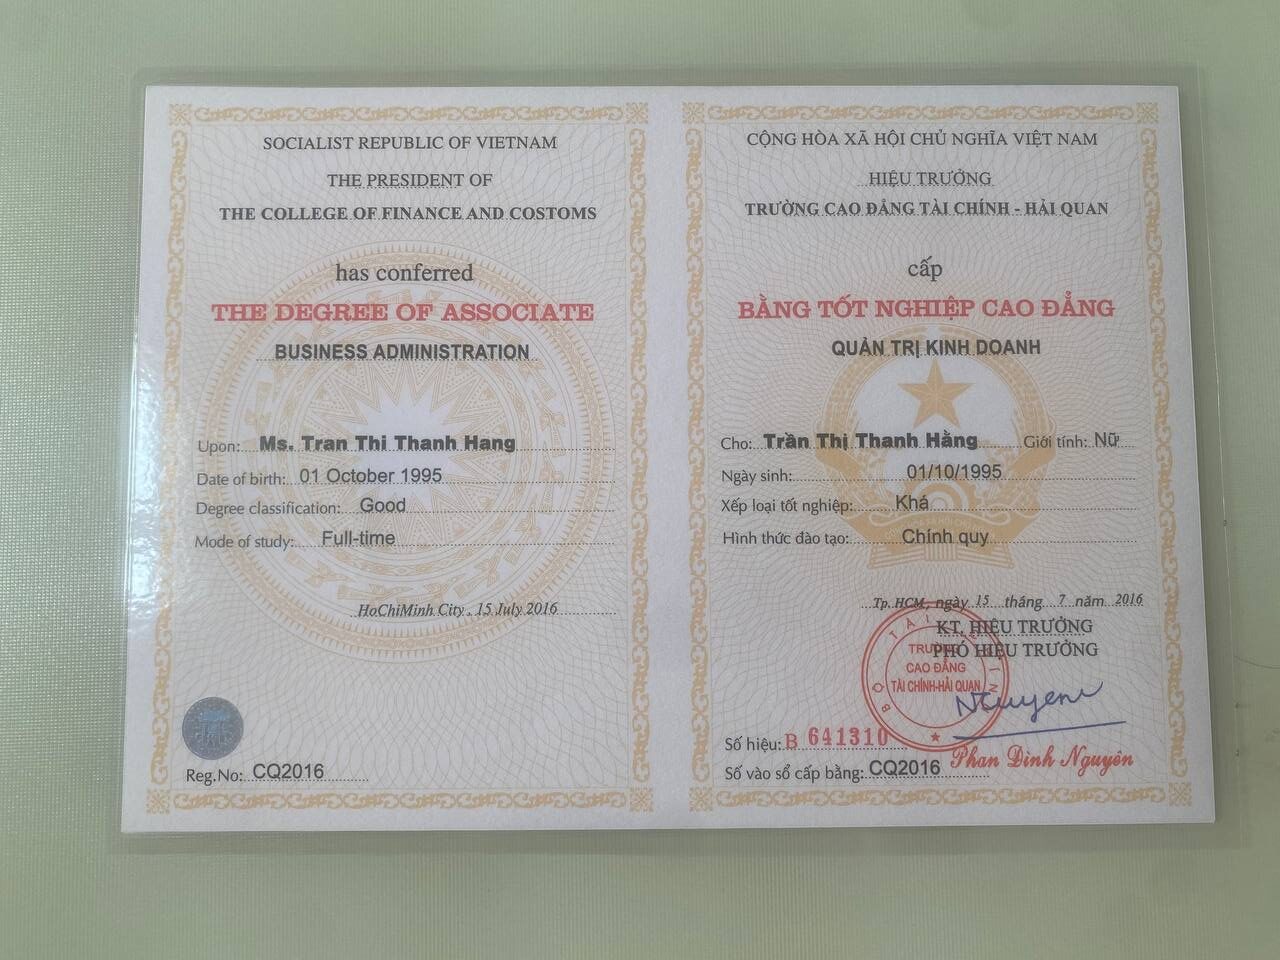 SOCIALIST REPUBLIC OF VIETNAM
THE PRESIDENT OF
THE COLLEGE OF FINANCE AND CUSTOMS
has conferred
THE DEGREE OF ASSOCIATE
BUSINESS ADMINISTRATION
Upon: Ms. Tran Thi Thanh Hang
Date of birth: 01 October 1995
Degree classification: Good
Mode of study: Full-time
HoChiMinh City, 15 July 2016
Reg.No: CQ2016
CỘNG HÒA XÃ HỘI CHỦ NGHĨA VIỆT NAM
HIỆU TRƯỞNG
TRƯỜNG CAO ĐẲNG TÀI CHÍNH - HẢI QUAN
cấp
BẰNG TỐT NGHIỆP CAO ĐẲNG
QUẢN TRỊ KINH DOANH
Cho: Trần Thị Thanh Hằng Giới tính: Nữ
Ngày sinh: 01/10/1995
Xếp loại tốt nghiệp: Khá
Hình thức đào tạo: Chính quy
Tp. HCM, ngày 15 tháng 7 năm 2016
KT. HIỆU TRƯỞNG
PHÓ HIỆU TRƯỞNG
BỘ TÀI
TRƯỜNG
CAO ĐẲNG
TÀI CHÍNH-HẢI QUAN
Nguyen
Số hiệu: B 641310
Phan Đình Nguyên
Số vào sổ cấp bằng: CQ2016